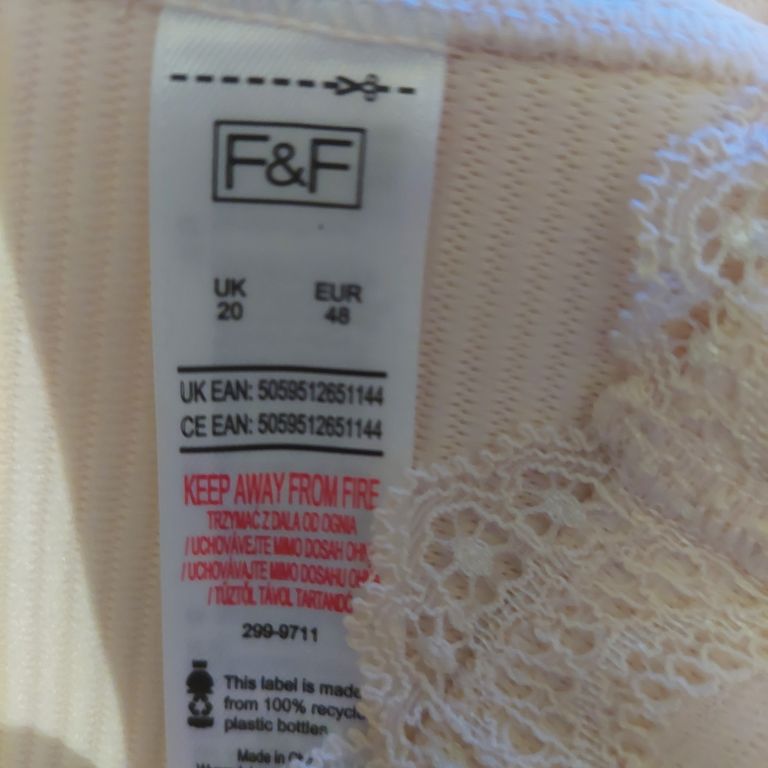 F&F
UK EUR
20 48
UK EAN: 5059512651144
CE EAN: 5059512651144
KEEP AWAY FROM FIRE
TRZYMAĆ Z DALA OD OGNIA
/ UCHOVÁVEJTE MIMO DOSAH
/ UCHOVÁVAJTE MIMO DOSAHU
/ TŰZTŐL TÁVOL TARTANDÓ
299-9711
This label is made
from 100%
plastic bottles
Made in